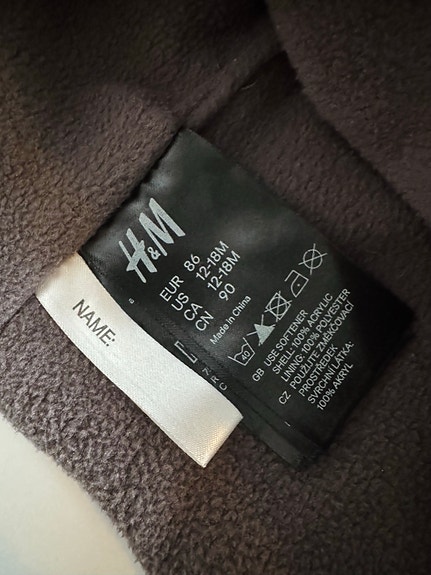 H&M
EUR 86
US 12-18M
CA 12-18M
CN 90
Made in China
40
GB USE SOFTENER
SHELL: 100% ACRYLIC
LINING: 100% POLYESTER
CZ POUŽIJTE ZMĚKČOVACÍ
PROSTŘEDEK
SVRCHNÍ LÁTKA:
100% AKRYL
NAME: